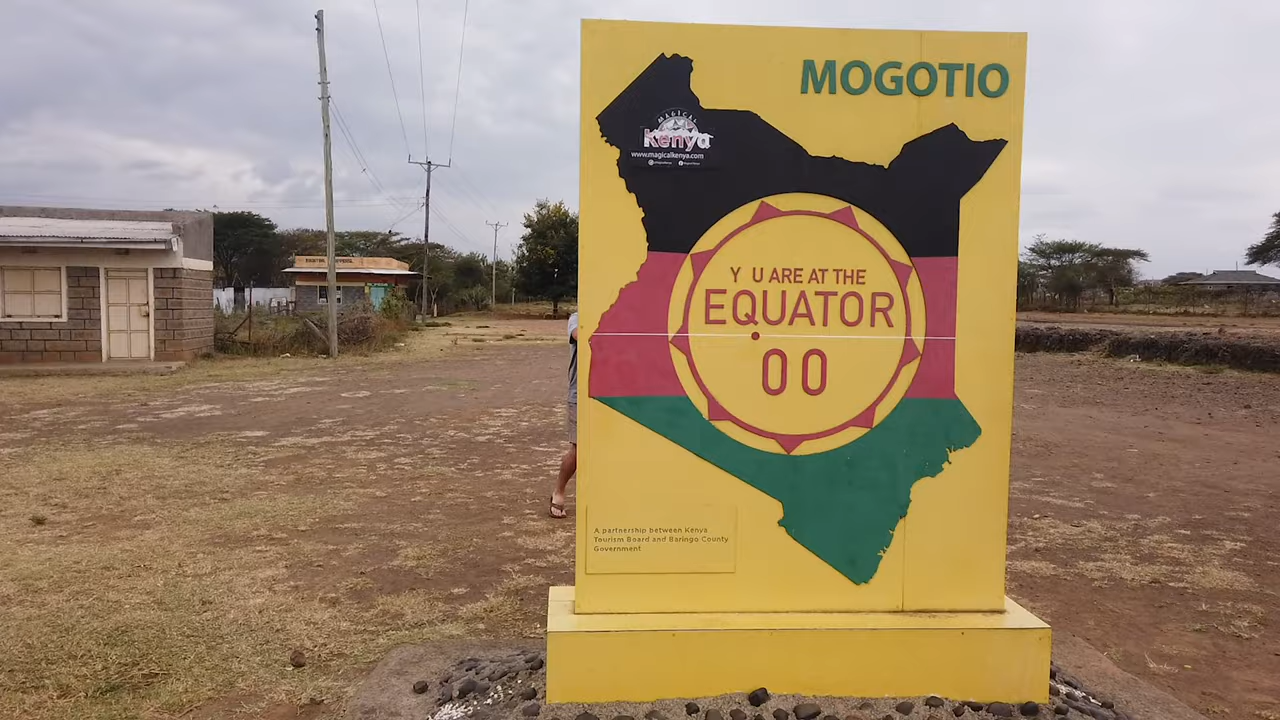 MOGOTIO
MAGICAL
Kenya
www.magicalkenya.com
Y U ARE AT THE
EQUATOR
00
A partnership between Kenya
Tourism Board and Baringo County
Government